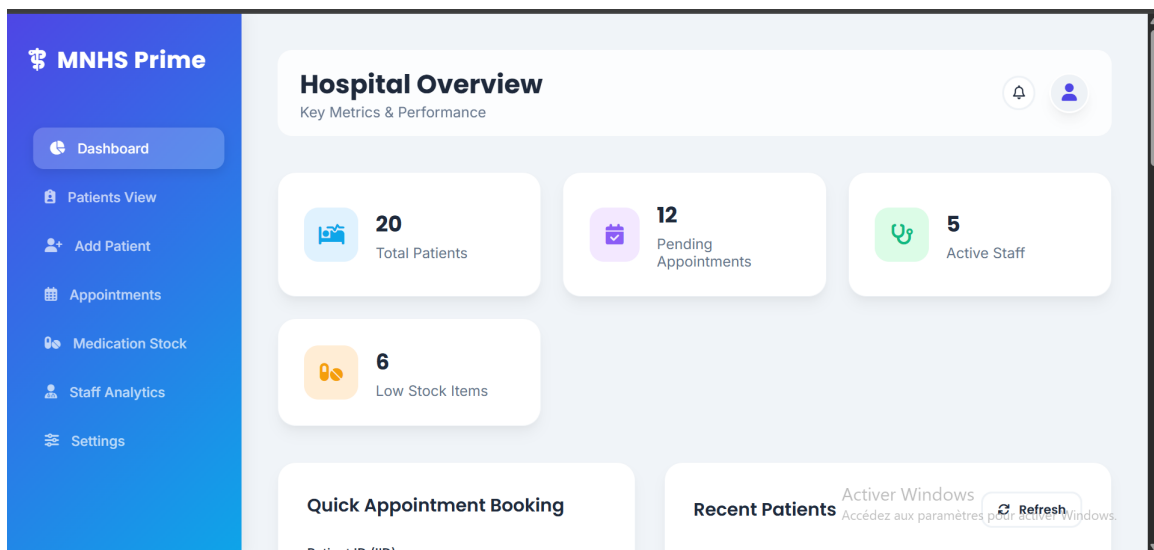 MNHS Prime
Dashboard
Patients View
Add Patient
Appointments
Medication Stock
Staff Analytics
Settings
Hospital Overview
Key Metrics & Performance
20
Total Patients
12
Pending
Appointments
5
Active Staff
6
Low Stock Items
Quick Appointment Booking
Recent Patients
Refresh
Activer Windows
Accédez aux paramètres pour activer Windows.